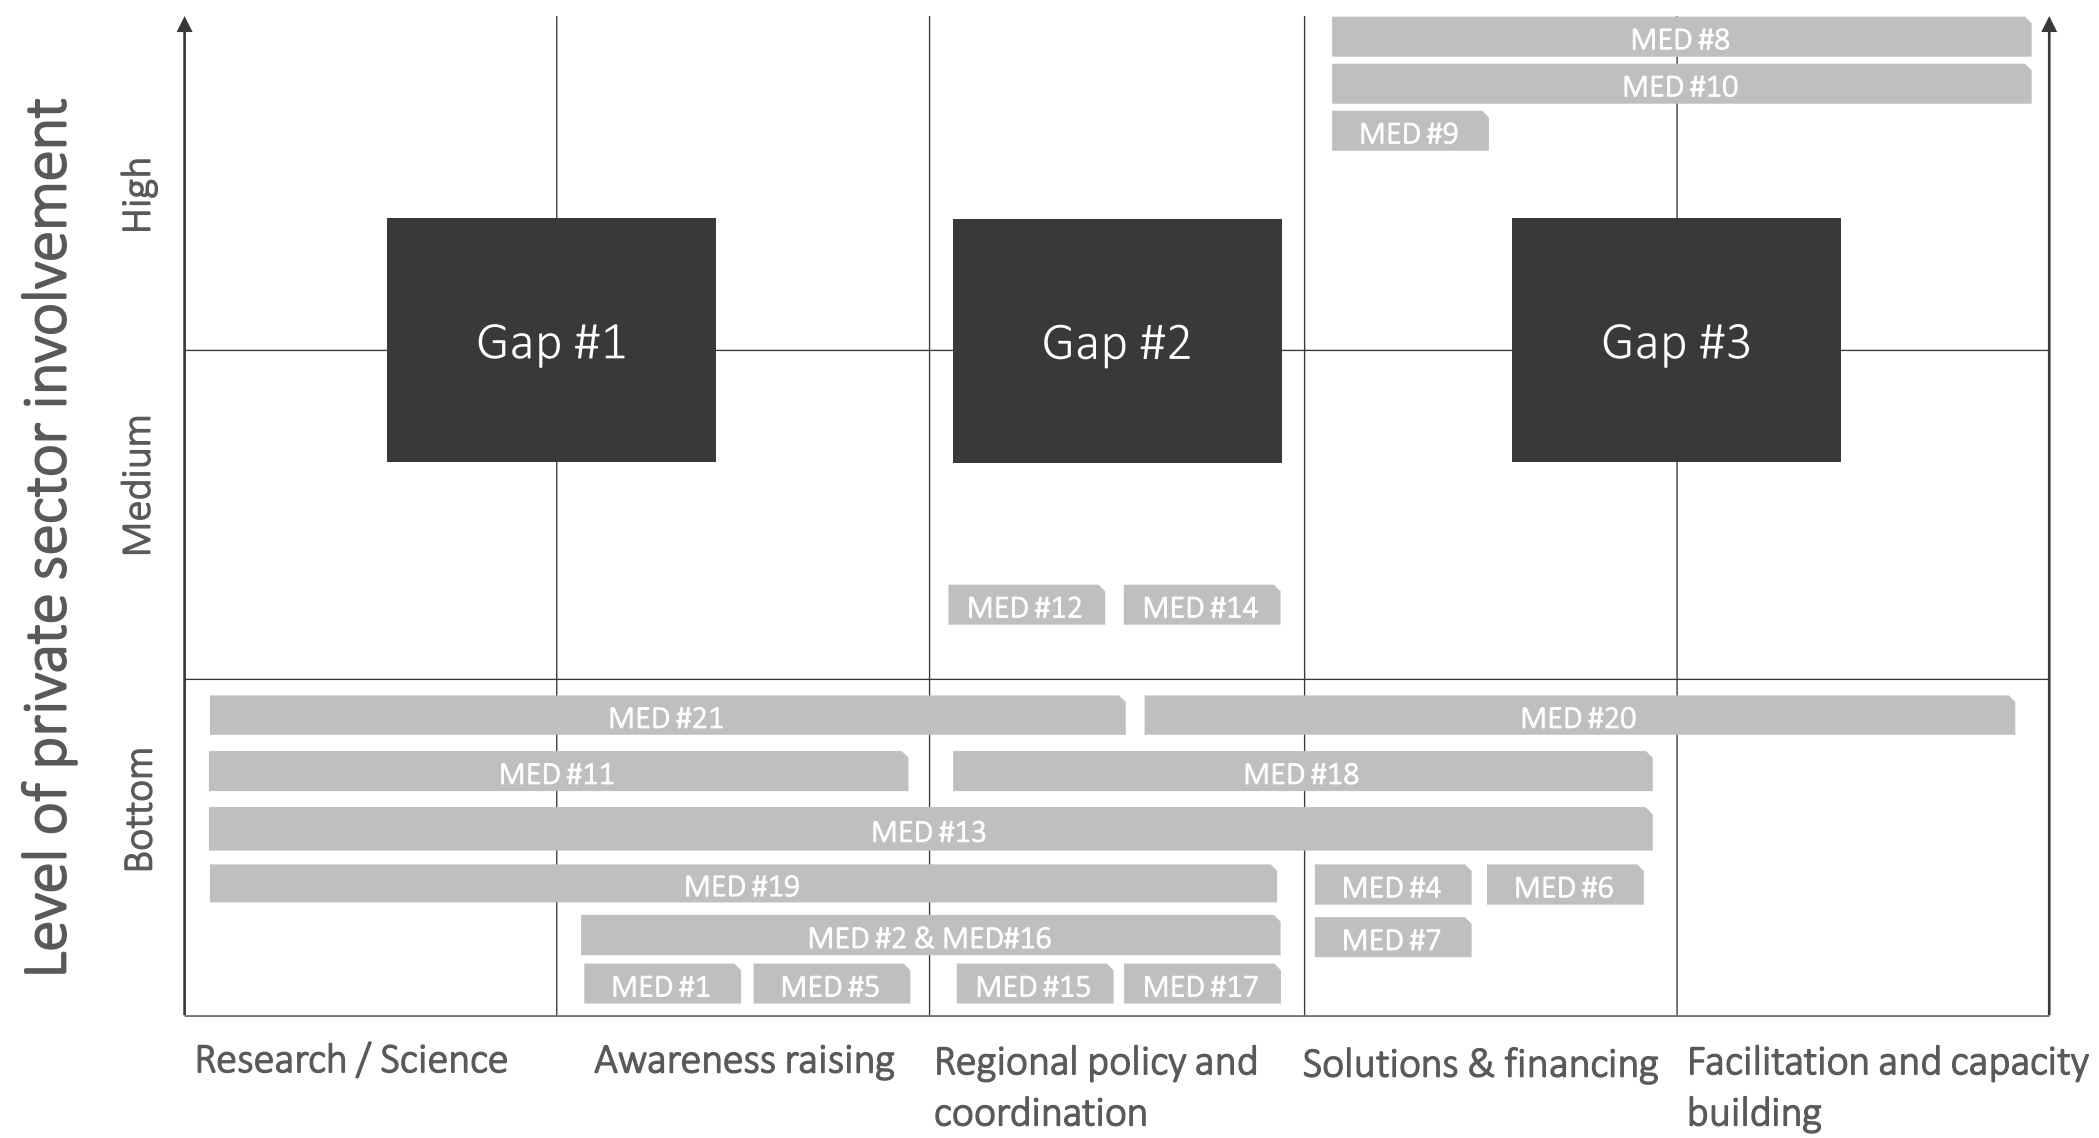 Level of private sector involvement
High
Medium
Bottom
MED #8
MED #10
MED #9
Gap #1
Gap #2
Gap #3
MED #12
MED #14
MED #21
MED #20
MED #11
MED #18
MED #13
MED #19
MED #4
MED #6
MED #2 & MED#16
MED #7
MED #1
MED #5
MED #15
MED #17
Research / Science
Awareness raising
Regional policy and
coordination
Solutions & financing
Facilitation and capacity
building